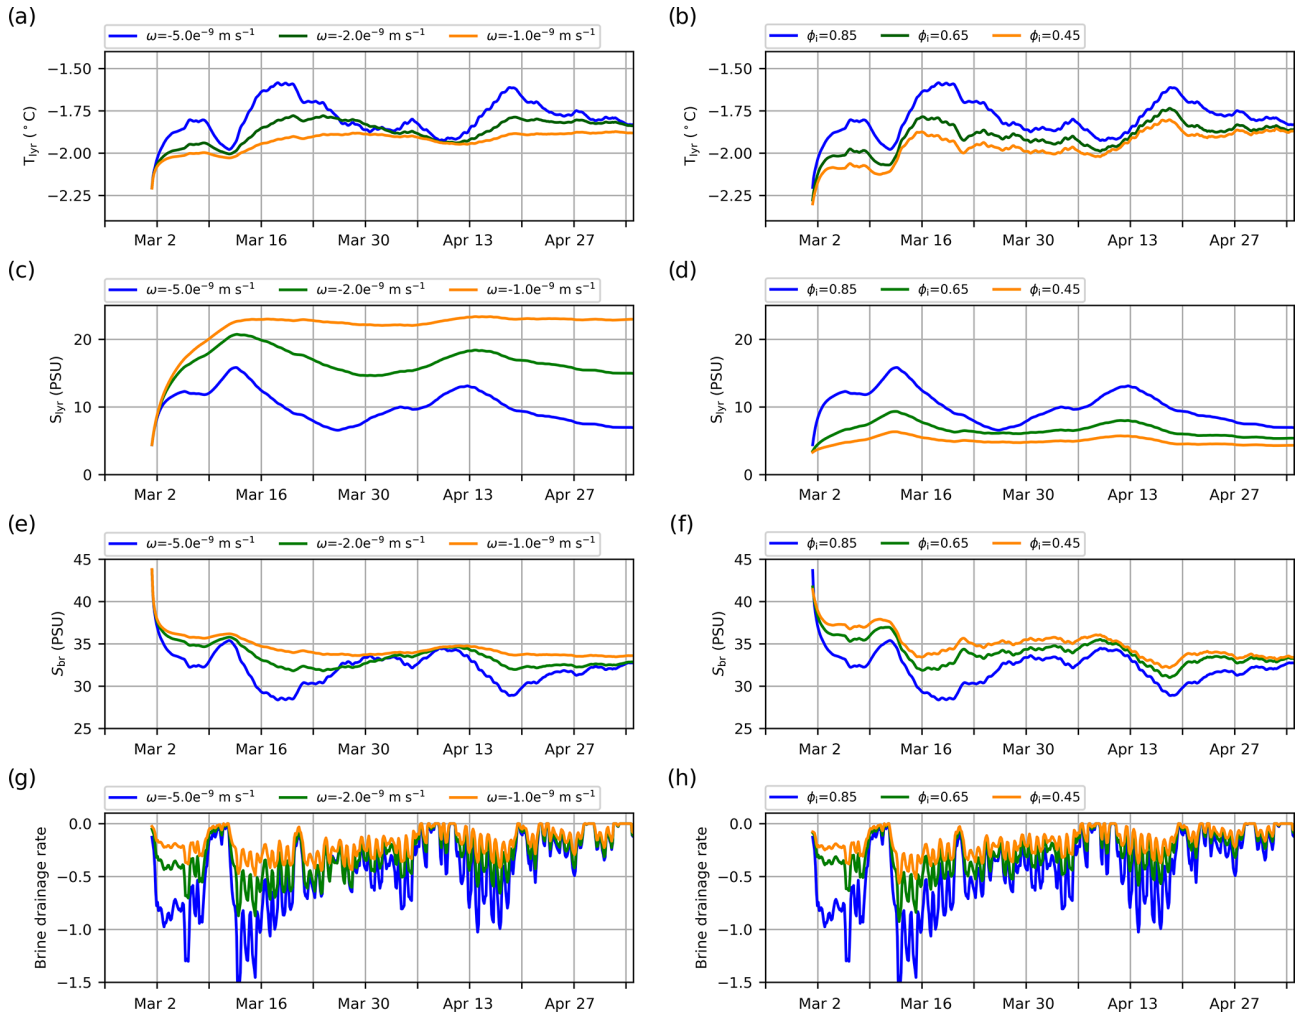 (a)
ω=-5.0e⁻⁹ m s⁻¹ ω=-2.0e⁻⁹ m s⁻¹ ω=-1.0e⁻⁹ m s⁻¹
T_lyr (°C)
−1.50
−1.75
−2.00
−2.25
Mar 2 Mar 16 Mar 30 Apr 13 Apr 27
(b)
ϕᵢ=0.85 ϕᵢ=0.65 ϕᵢ=0.45
T_lyr (°C)
−1.50
−1.75
−2.00
−2.25
Mar 2 Mar 16 Mar 30 Apr 13 Apr 27
(c)
ω=-5.0e⁻⁹ m s⁻¹ ω=-2.0e⁻⁹ m s⁻¹ ω=-1.0e⁻⁹ m s⁻¹
S_lyr (PSU)
20
10
0
Mar 2 Mar 16 Mar 30 Apr 13 Apr 27
(d)
ϕᵢ=0.85 ϕᵢ=0.65 ϕᵢ=0.45
S_lyr (PSU)
20
10
0
Mar 2 Mar 16 Mar 30 Apr 13 Apr 27
(e)
ω=-5.0e⁻⁹ m s⁻¹ ω=-2.0e⁻⁹ m s⁻¹ ω=-1.0e⁻⁹ m s⁻¹
S_br (PSU)
45
40
35
30
25
Mar 2 Mar 16 Mar 30 Apr 13 Apr 27
(f)
ϕᵢ=0.85 ϕᵢ=0.65 ϕᵢ=0.45
S_br (PSU)
45
40
35
30
25
Mar 2 Mar 16 Mar 30 Apr 13 Apr 27
(g)
ω=-5.0e⁻⁹ m s⁻¹ ω=-2.0e⁻⁹ m s⁻¹ ω=-1.0e⁻⁹ m s⁻¹
Brine drainage rate
0.0
−0.5
−1.0
−1.5
Mar 2 Mar 16 Mar 30 Apr 13 Apr 27
(h)
ϕᵢ=0.85 ϕᵢ=0.65 ϕᵢ=0.45
Brine drainage rate
0.0
−0.5
−1.0
−1.5
Mar 2 Mar 16 Mar 30 Apr 13 Apr 27